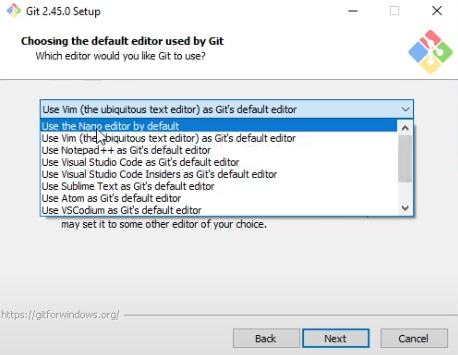 Git 2.45.0 Setup
Choosing the default editor used by Git
Which editor would you like Git to use?
Use Vim (the ubiquitous text editor) as Git's default editor
Use the Nano editor by default
Use Vim (the ubiquitous text editor) as Git's default editor
Use Notepad++ as Git's default editor
Use Visual Studio Code as Git's default editor
Use Visual Studio Code Insiders as Git's default editor
Use Sublime Text as Git's default editor
Use Atom as Git's default editor
Use VSCodium as Git's default editor
may set it to some other editor of your choice.
https://gitforwindows.org/
Back
Next
Cancel